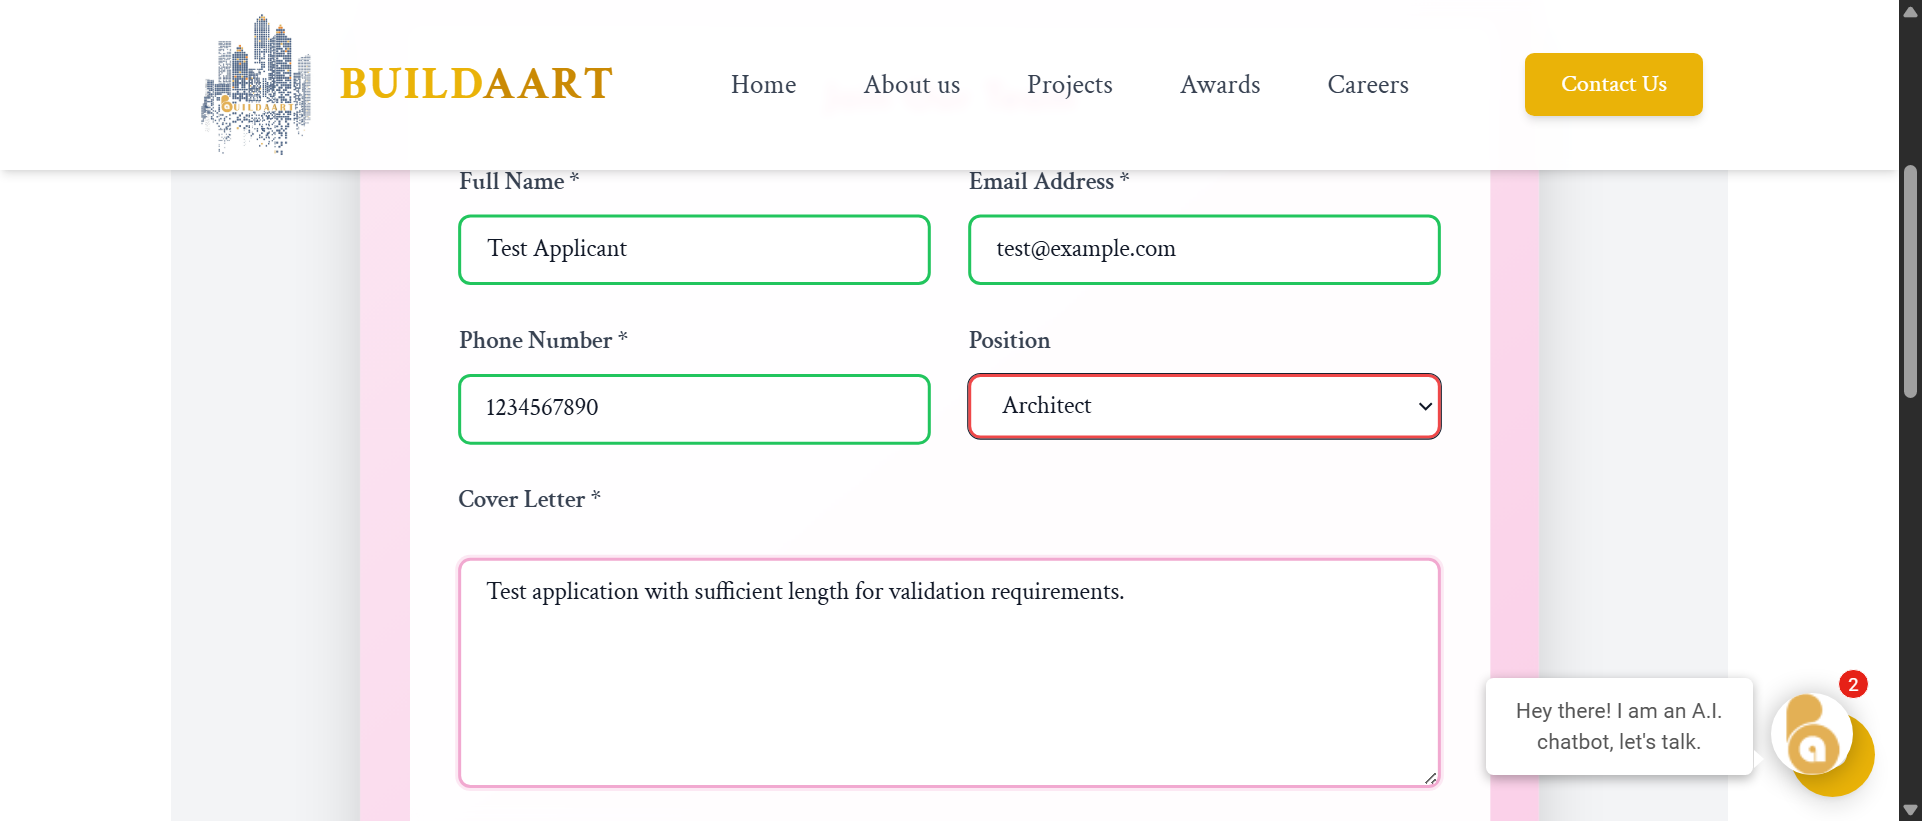 BUILDAART
BUILDAART
Home
About us
Projects
Awards
Careers
Contact Us
Full Name *
Email Address *
Test Applicant
test@example.com
Phone Number *
Position
1234567890
Architect
Cover Letter *
Test application with sufficient length for validation requirements.
2
Hey there! I am an A.I.
chatbot, let's talk.
ba